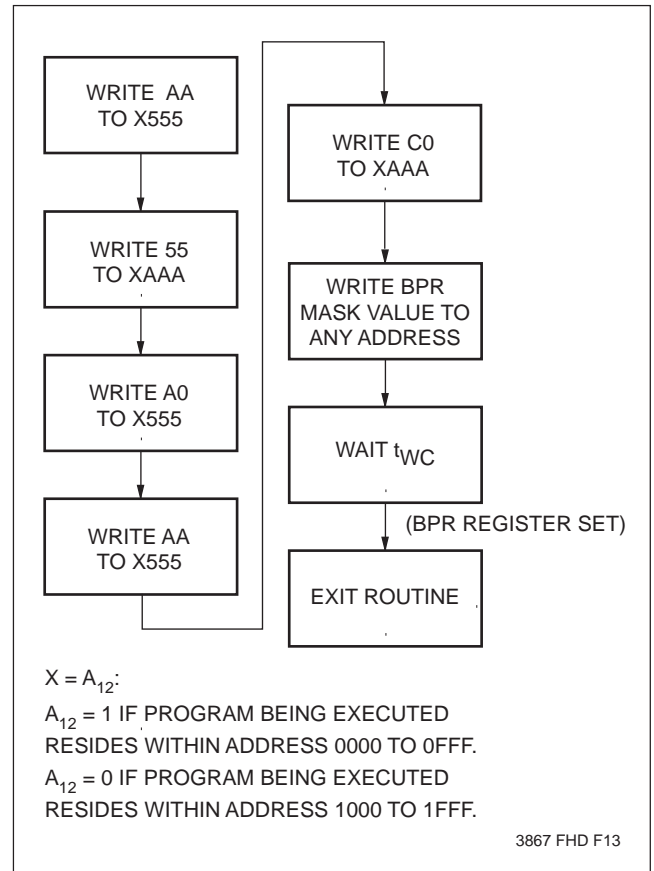 WRITE AA
TO X555
WRITE 55
TO XAAA
WRITE A0
TO X555
WRITE AA
TO X555
WRITE C0
TO XAAA
WRITE BPR
MASK VALUE TO
ANY ADDRESS
WAIT tWC
(BPR REGISTER SET)
EXIT ROUTINE
X = A12:
A12 = 1 IF PROGRAM BEING EXECUTED
RESIDES WITHIN ADDRESS 0000 TO 0FFF.
A12 = 0 IF PROGRAM BEING EXECUTED
RESIDES WITHIN ADDRESS 1000 TO 1FFF.
3867 FHD F13